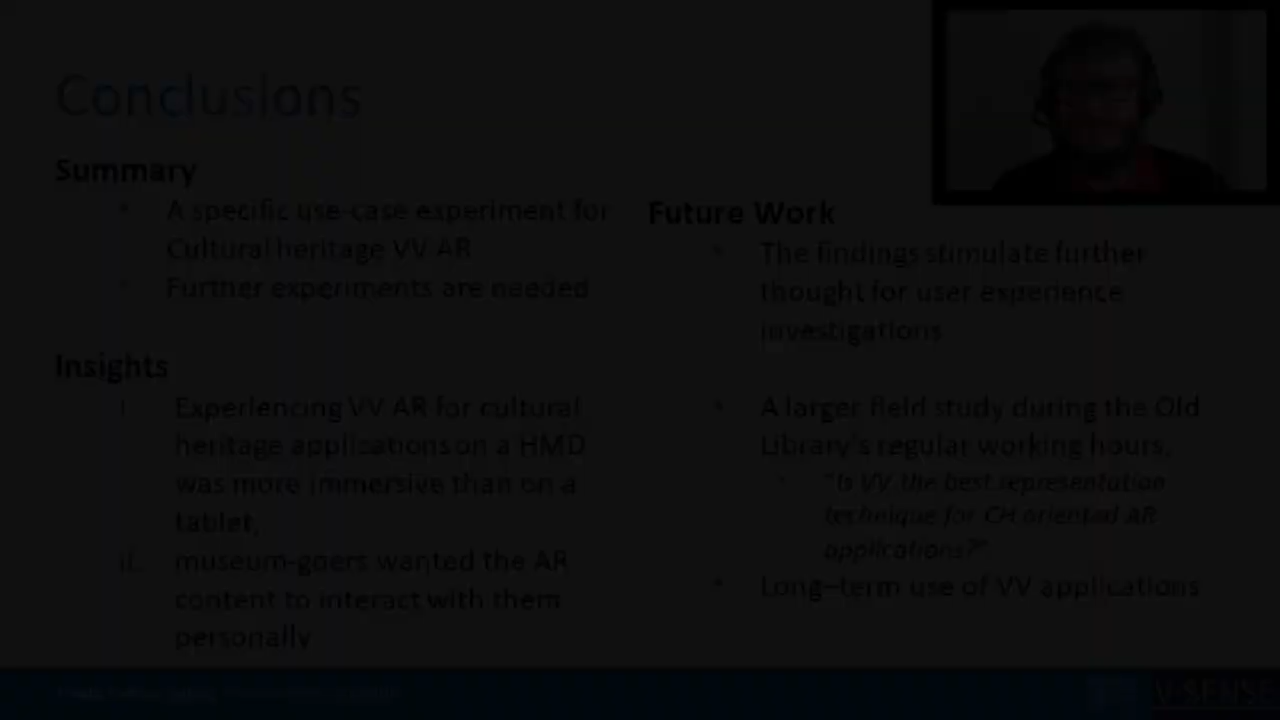 Conclusions
Summary
A specific use-case experiment for
Cultural heritage VV AR
Further experiments are needed
Insights
i. Experiencing VV AR for cultural
heritage applications on a HMD
was more immersive than on a
tablet,
ii. museum-goers wanted the AR
content to interact with them
personally
Future Work
The findings stimulate further
thought for user experience
investigations
A larger field study during the Old
Library's regular working hours,
"Is VV the best representation
technique for CH oriented AR
applications?"
Long–term use of VV applications
V-SENSE